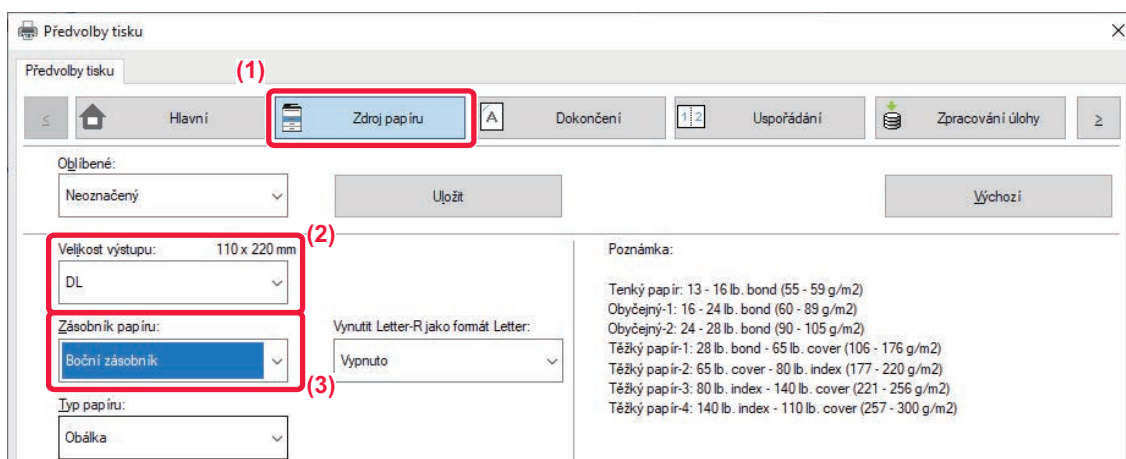 Předvolby tisku
Předvolby tisku
(1)
< Hlavní Zdroj papíru A Dokončení 1 2 Uspořádání Zpracování úlohy >
Oblíbené:
Neoznačený Uložit Výchozí
(2)
Velikost výstupu: 110 x 220 mm
DL
Zásobník papíru: Vynutit Letter-R jako formát Letter:
Boční zásobník Vypnuto
(3)
Typ papíru:
Obálka
Poznámka:
Tenký papír: 13 - 16 lb. bond (55 - 59 g/m2)
Obyčejný-1: 16 - 24 lb. bond (60 - 89 g/m2)
Obyčejný-2: 24 - 28 lb. bond (90 - 105 g/m2)
Těžký papír-1: 28 lb. bond - 65 lb. cover (106 - 176 g/m2)
Těžký papír-2: 65 lb. cover - 80 lb. index (177 - 220 g/m2)
Těžký papír-3: 80 lb. index - 140 lb. cover (221 - 256 g/m2)
Těžký papír-4: 140 lb. index - 110 lb. cover (257 - 300 g/m2)